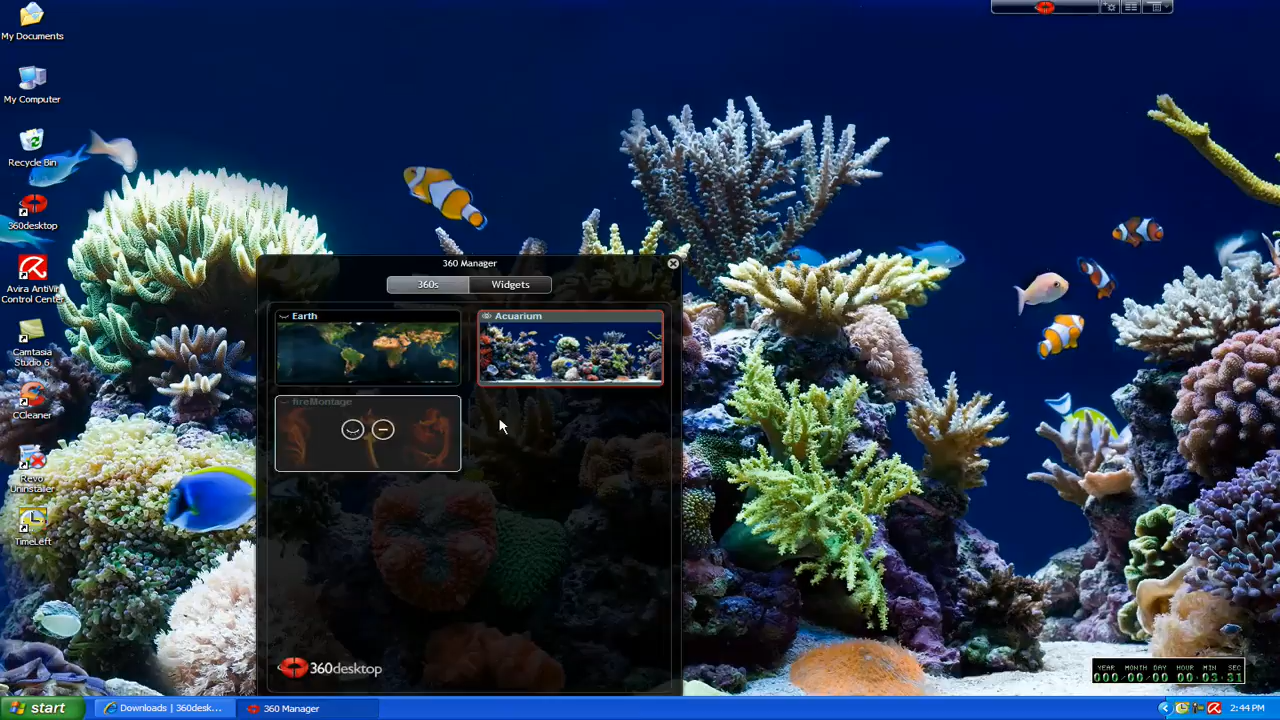 My Documents
My Computer
Recycle Bin
360desktop
Avira AntiVir
Control Center
Camtasia
Studio 6
CCleaner
Revo
Uninstaller
TimeLeft
360 Manager
360s
Widgets
Earth
Acuarium
fireMontage
360desktop
YEAR MONTH DAY HOUR MIN SEC
000/00/00 00:03:31
start
Downloads | 360desk...
360 Manager
2:44 PM